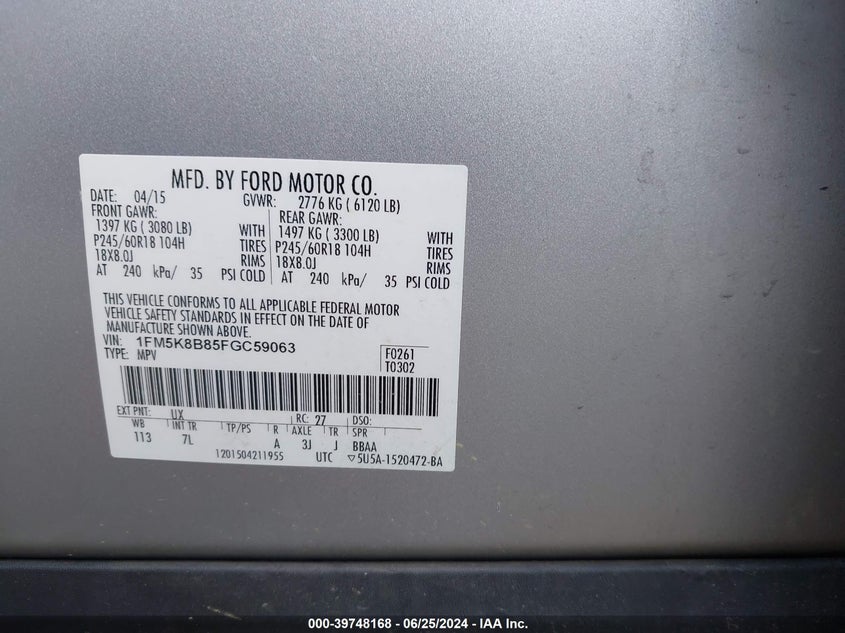 MFD. BY FORD MOTOR CO.
DATE: 04/15 GVWR: 2776 KG ( 6120 LB)
FRONT GAWR: REAR GAWR:
1397 KG ( 3080 LB) WITH 1497 KG ( 3300 LB) WITH
P245/60R18 104H TIRES P245/60R18 104H TIRES
18X8.0J RIMS 18X8.0J RIMS
AT 240 kPa/ 35 PSI COLD AT 240 kPa/ 35 PSI COLD
THIS VEHICLE CONFORMS TO ALL APPLICABLE FEDERAL MOTOR
VEHICLE SAFETY STANDARDS IN EFFECT ON THE DATE OF
MANUFACTURE SHOWN ABOVE.
VIN: 1FM5K8B85FGC59063 F0261
TYPE: MPV T0302
EXT PNT: UX RC: 27 DSO:
WB INT TR TP/PS R AXLE TR SPR
113 7L A 3J J BBAA
1201504211955 UTC ▽5U5A-1520472-BA
000-39748168 - 06/25/2024 - IAA Inc.